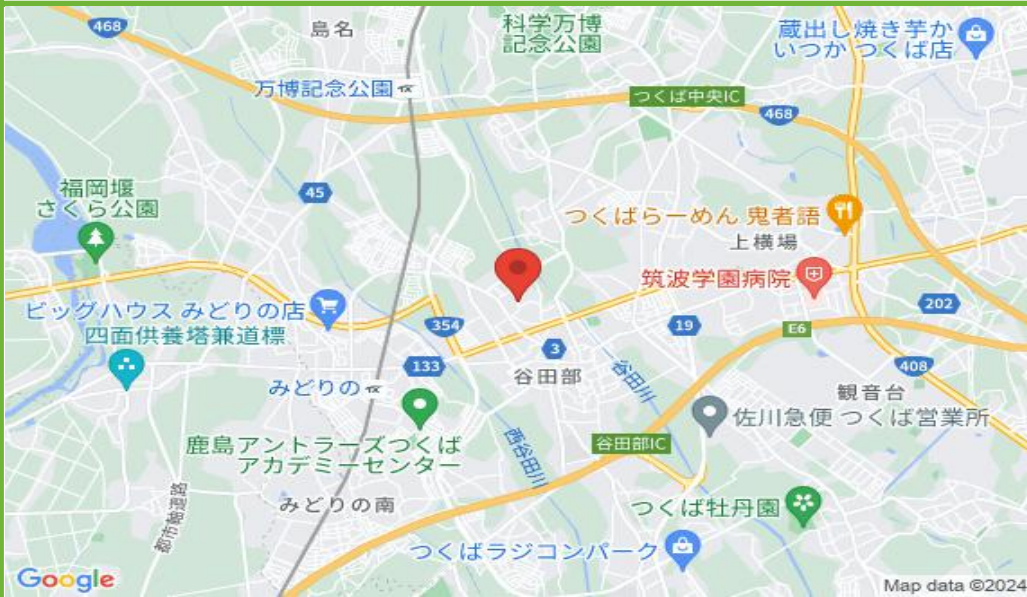 468
島名
科学万博
記念公園
蔵出し焼き芋か
いつか つくば店
万博記念公園
つくば中央IC
468
45
福岡堰
さくら公園
つくばらーめん 鬼者語
上横場
筑波学園病院
ビッグハウス みどりの店
四面供養塔兼道標
354
19
202
E6
3
133
408
みどりの
谷田部
谷田川
観音台
佐川急便 つくば営業所
鹿島アントラーズつくば
アカデミーセンター
西谷田川
谷田部IC
みどりの南
都市軸道路
つくば牡丹園
つくばラジコンパーク
Google
Map data ©2024